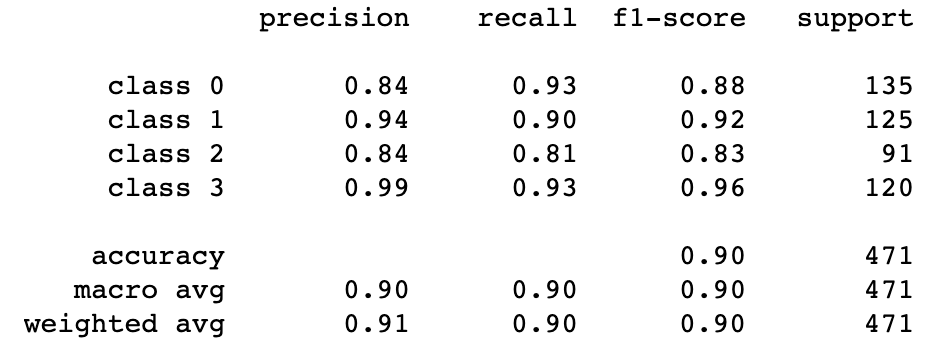 precision recall f1-score support
class 0 0.84 0.93 0.88 135
class 1 0.94 0.90 0.92 125
class 2 0.84 0.81 0.83 91
class 3 0.99 0.93 0.96 120
accuracy 0.90 471
macro avg 0.90 0.90 0.90 471
weighted avg 0.91 0.90 0.90 471